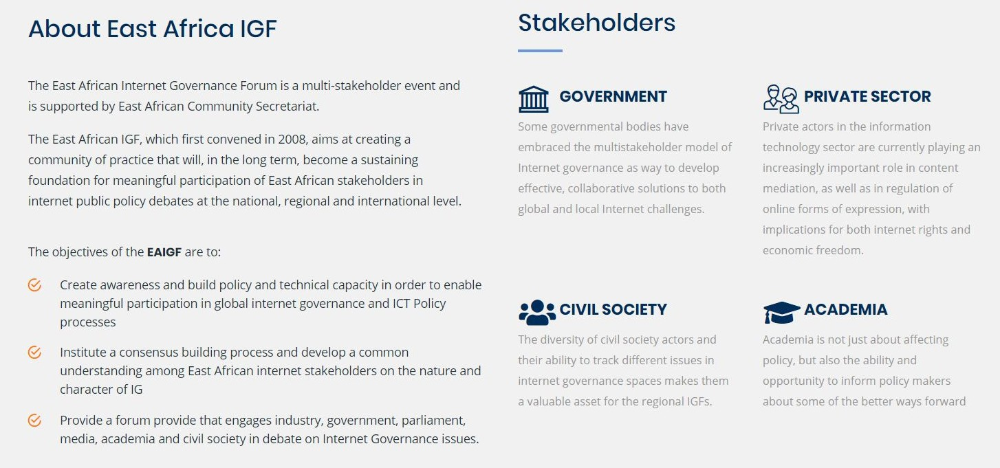 About East Africa IGF
The East African Internet Governance Forum is a multi-stakeholder event and
is supported by East African Community Secretariat.
The East African IGF, which first convened in 2008, aims at creating a
community of practice that will, in the long term, become a sustaining
foundation for meaningful participation of East African stakeholders in
internet public policy debates at the national, regional and international level.
The objectives of the EAIGF are to:
Create awareness and build policy and technical capacity in order to enable
meaningful participation in global internet governance and ICT Policy
processes
Institute a consensus building process and develop a common
understanding among East African internet stakeholders on the nature and
character of IG
Provide a forum provide that engages industry, government, parliament,
media, academia and civil society in debate on Internet Governance issues.
Stakeholders
GOVERNMENT
Some governmental bodies have
embraced the multistakeholder model of
Internet governance as way to develop
effective, collaborative solutions to both
global and local Internet challenges.
PRIVATE SECTOR
Private actors in the information
technology sector are currently playing an
increasingly important role in content
mediation, as well as in regulation of
online forms of expression, with
implications for both internet rights and
economic freedom.
CIVIL SOCIETY
The diversity of civil society actors and
their ability to track different issues in
internet governance spaces makes them
a valuable asset for the regional IGFs.
ACADEMIA
Academia is not just about affecting
policy, but also the ability and
opportunity to inform policy makers
about some of the better ways forward